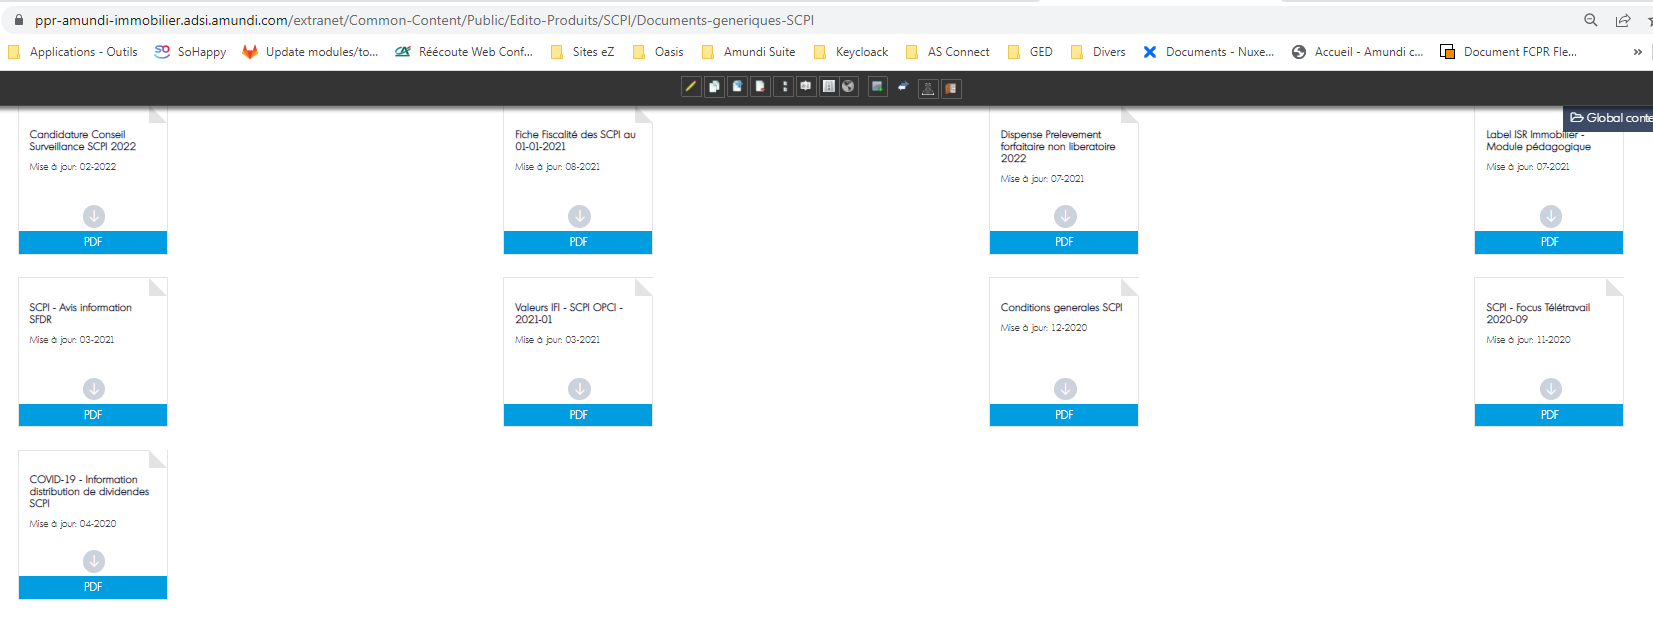 ppr-amundi-immobilier.adsi.amundi.com/extranet/Common-Content/Public/Edito-Produits/SCPI/Documents-generiques-SCPI
Applications - Outils SoHappy Update modules/to... Réécoute Web Conf... Sites eZ Oasis Amundi Suite Keycloack AS Connect GED Divers Documents - Nuxe... Accueil - Amundi c... Document FCPR Fle... »
Global conte
Candidature Conseil
Surveillance SCPI 2022
Mise à jour: 02-2022
PDF
Fiche Fiscalité des SCPI au
01-01-2021
Mise à jour: 08-2021
PDF
Dispense Prelevement
forfaitaire non liberatoire
2022
Mise à jour: 07-2021
PDF
Label ISR Immobilier -
Module pédagogique
Mise à jour: 07-2021
PDF
SCPI - Avis information
SFDR
Mise à jour: 03-2021
PDF
Valeurs IFI - SCPI OPCI -
2021-01
Mise à jour: 03-2021
PDF
Conditions generales SCPI
Mise à jour: 12-2020
PDF
SCPI - Focus Télétravail
2020-09
Mise à jour: 11-2020
PDF
COVID-19 - Information
distribution de dividendes
SCPI
Mise à jour: 04-2020
PDF